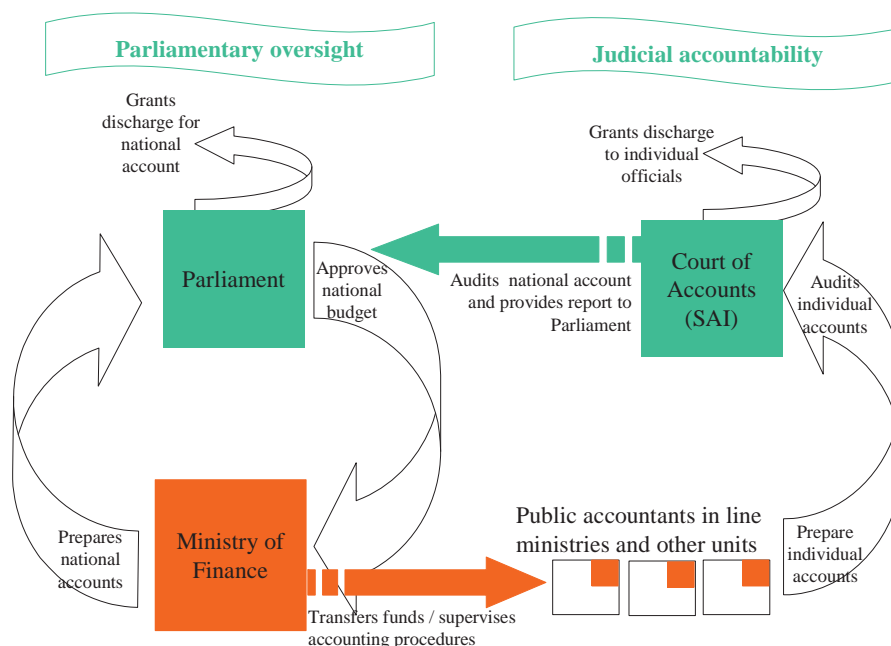 Parliamentary oversight
Judicial accountability
Grants
discharge for
national
account
Grants discharge
to individual
officials
Parliament
Approves
national
budget
Audits national account
and provides report to
Parliament
Court of
Accounts
(SAI)
Audits
individual
accounts
Prepares
national
accounts
Ministry of
Finance
Transfers funds / supervises
accounting procedures
Public accountants in line
ministries and other units
Prepare
individual
accounts